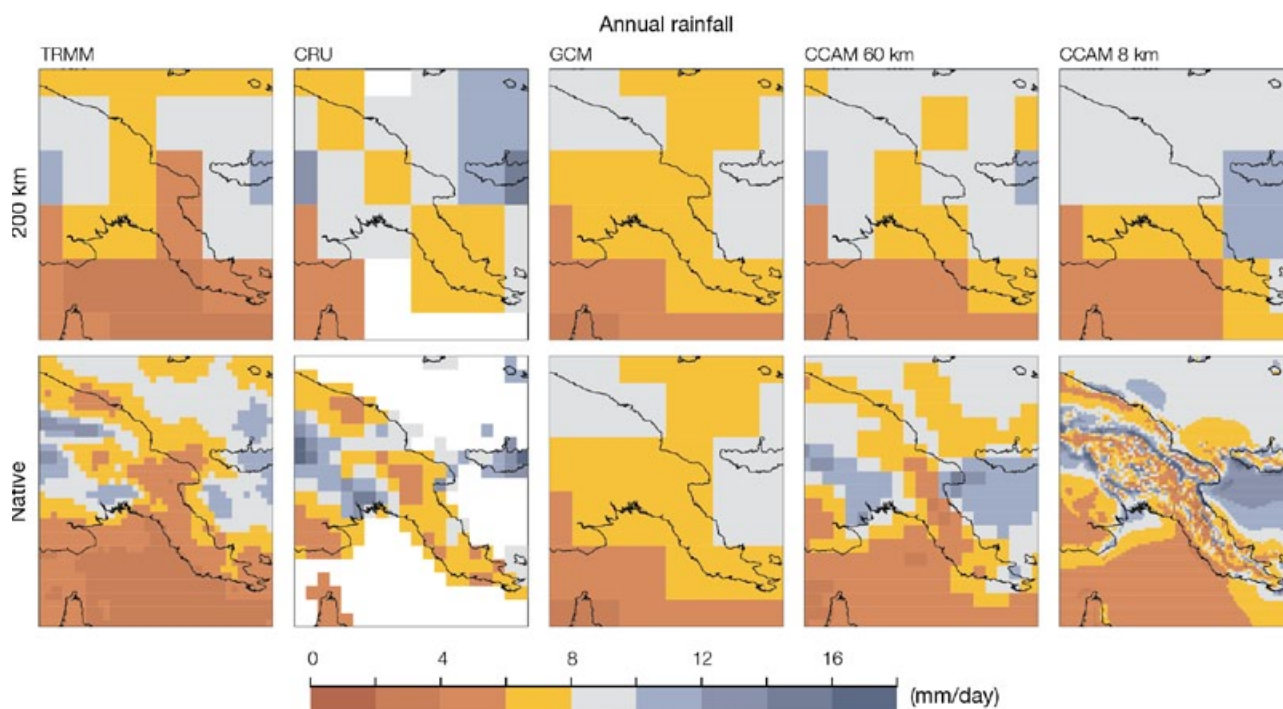 Annual rainfall
TRMM CRU GCM CCAM 60 km CCAM 8 km
200 km
Native
0 4 8 12 16
(mm/day)